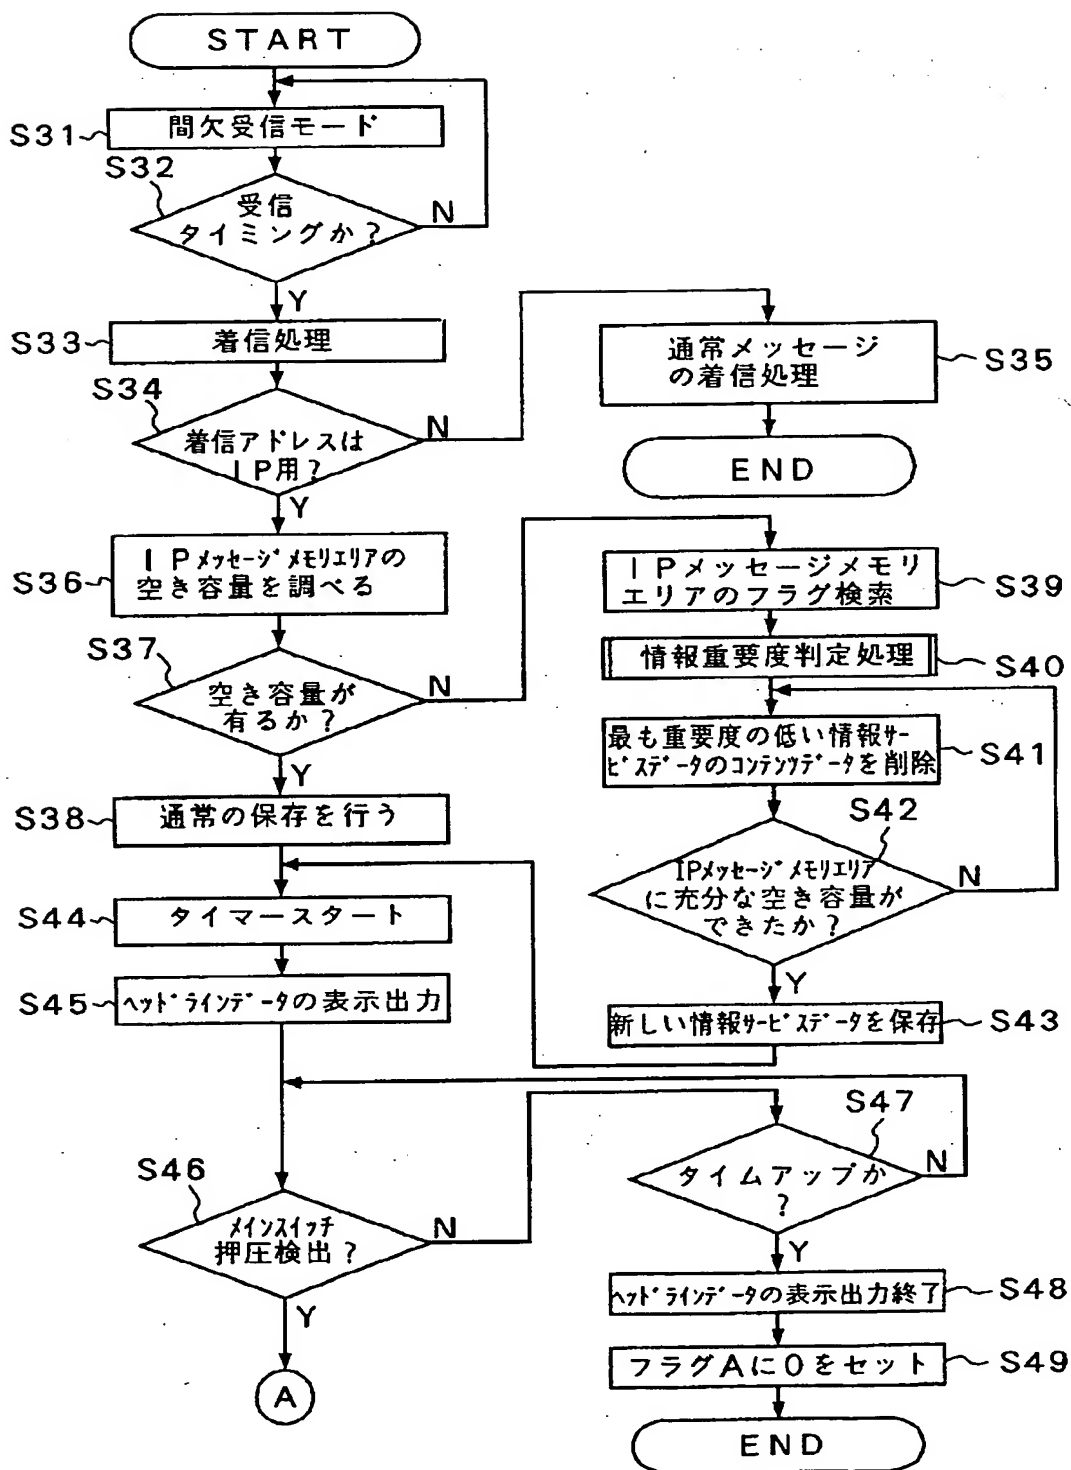 START
S31
間欠受信モード
S32
受信
タイミングか?
N
Y
S33
着信処理
S34
着信アドレスは
IP用?
N
Y
通常メッセージ
の着信処理
S35
END
S36
IPメッセージメモリエリアの
空き容量を調べる
S37
空き容量が
有るか?
N
Y
S38
通常の保存を行う
IPメッセージメモリ
エリアのフラグ検索
S39
情報重要度判定処理
S40
最も重要度の低い情報サー
ビスデータのコンテンツデータを削除
S41
S42
IPメッセージメモリエリア
に充分な空き容量が
できたか?
N
Y
新しい情報サービスデータを保存
S43
S44
タイマースタート
S45
ヘッドラインデータの表示出力
S46
メインスイッチ
押圧検出?
N
Y
A
S47
タイムアップか
?
N
Y
ヘッドラインデータの表示出力終了
S48
フラグAに0をセット
S49
END